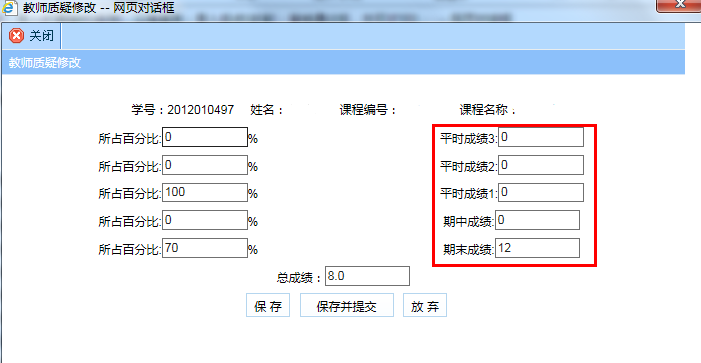 教师质疑修改 -- 网页对话框
关闭
教师质疑修改
学号：2012010497 姓名： 课程编号： 课程名称：
所占百分比:0% 平时成绩3:0
所占百分比:0% 平时成绩2:0
所占百分比:100% 平时成绩1:0
所占百分比:0% 期中成绩:0
所占百分比:70% 期末成绩:12
总成绩：8.0
保 存 保存并提交 放 弃